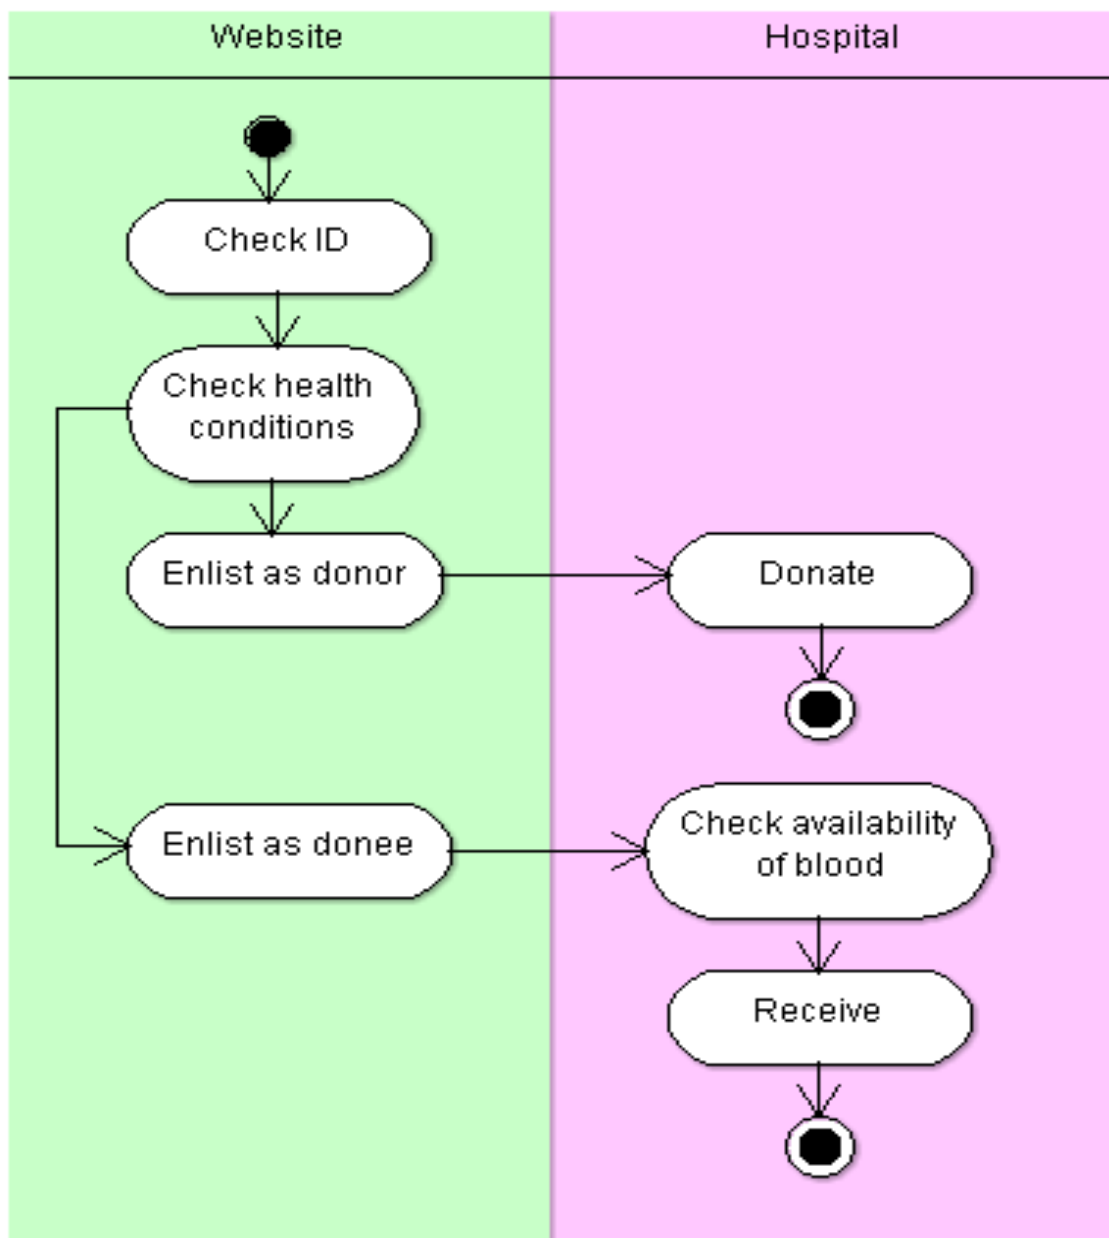 Website
Hospital
Check ID
Check health
conditions
Enlist as donor
Donate
Enlist as donee
Check availability
of blood
Receive